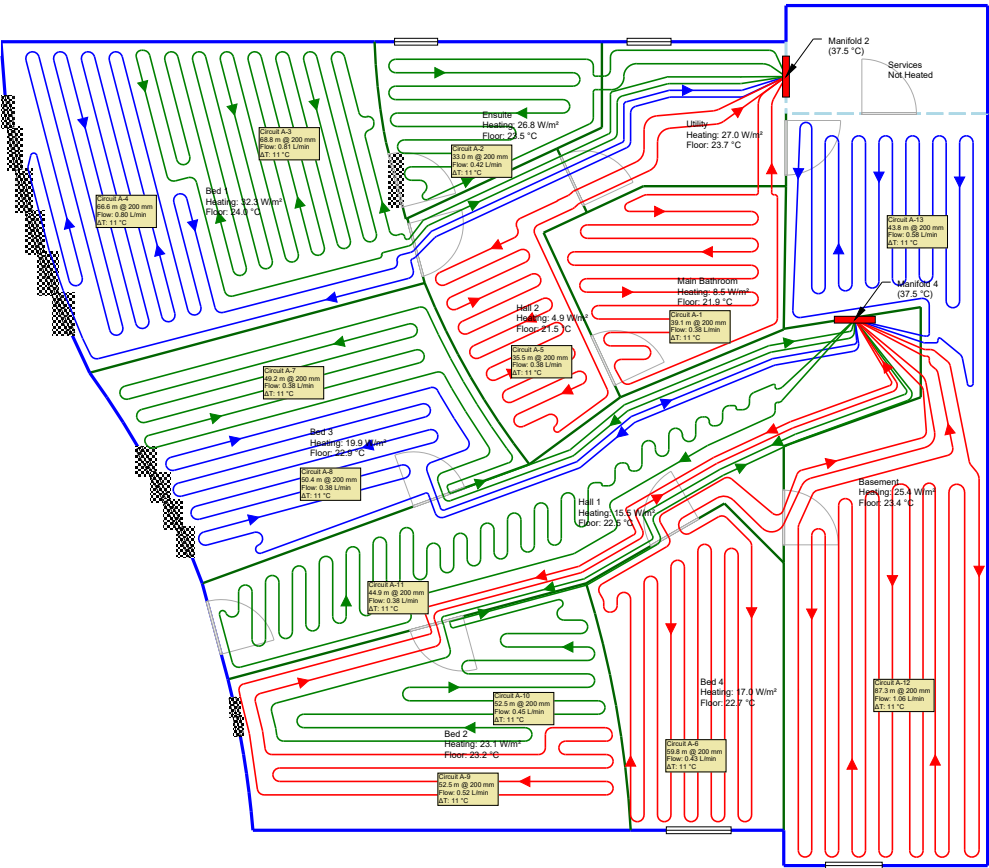 Manifold 2
(37.5 °C)
Services
Not Heated
Ensuite
Heating: 26.8 W/m²
Floor: 23.5 °C
Utility
Heating: 27.0 W/m²
Floor: 23.7 °C
Circuit A-3
68.8 m @ 200 mm
Flow: 0.81 L/min
ΔT: 11 °C
Circuit A-2
33.0 m @ 200 mm
Flow: 0.42 L/min
ΔT: 11 °C
Bed 1
Heating: 32.3 W/m²
Floor: 24.0 °C
Circuit A-4
66.6 m @ 200 mm
Flow: 0.80 L/min
ΔT: 11 °C
Circuit A-13
43.8 m @ 200 mm
Flow: 0.58 L/min
ΔT: 11 °C
Main Bathroom
Heating: 8.5 W/m²
Floor: 21.9 °C
Manifold 4
(37.5 °C)
Hall 2
Heating: 4.9 W/m²
Floor: 21.5 °C
Circuit A-1
39.1 m @ 200 mm
Flow: 0.38 L/min
ΔT: 11 °C
Circuit A-5
35.5 m @ 200 mm
Flow: 0.38 L/min
ΔT: 11 °C
Circuit A-7
49.2 m @ 200 mm
Flow: 0.38 L/min
ΔT: 11 °C
Bed 3
Heating: 19.9 W/m²
Floor: 22.9 °C
Circuit A-8
50.4 m @ 200 mm
Flow: 0.38 L/min
ΔT: 11 °C
Basement
Heating: 25.4 W/m²
Floor: 23.4 °C
Hall 1
Heating: 15.5 W/m²
Floor: 22.5 °C
Circuit A-11
44.9 m @ 200 mm
Flow: 0.38 L/min
ΔT: 11 °C
Bed 4
Heating: 17.0 W/m²
Floor: 22.7 °C
Circuit A-12
87.3 m @ 200 mm
Flow: 1.06 L/min
ΔT: 11 °C
Circuit A-10
52.5 m @ 200 mm
Flow: 0.45 L/min
ΔT: 11 °C
Bed 2
Heating: 23.1 W/m²
Floor: 23.2 °C
Circuit A-6
59.8 m @ 200 mm
Flow: 0.43 L/min
ΔT: 11 °C
Circuit A-9
52.5 m @ 200 mm
Flow: 0.52 L/min
ΔT: 11 °C